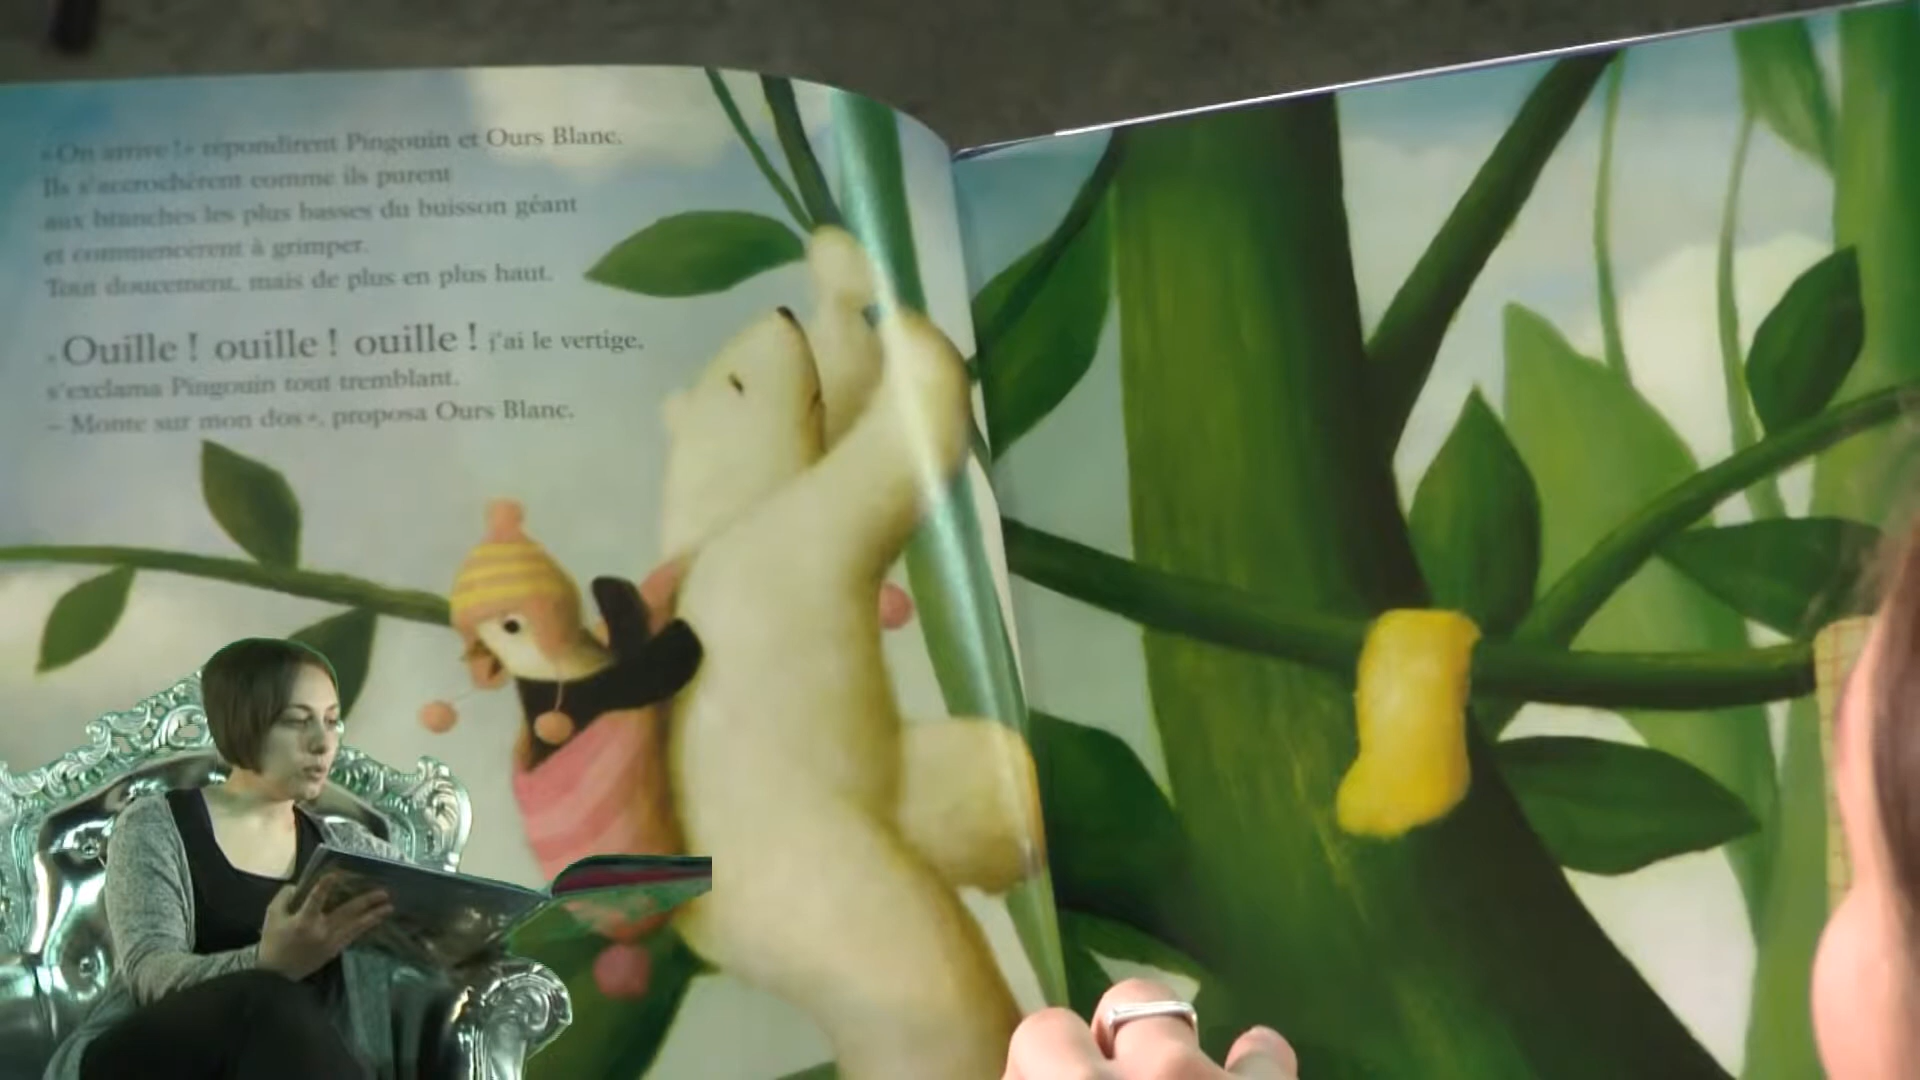 « On arrive ! » répondirent Pingouin et Ours Blanc.
Ils s'accrochèrent comme ils purent
aux branches les plus basses du buisson géant
et commencèrent à grimper.
Tout doucement, mais de plus en plus haut.
« Ouille ! ouille ! ouille ! j'ai le vertige,
s'exclama Pingouin tout tremblant.
– Monte sur mon dos », proposa Ours Blanc.